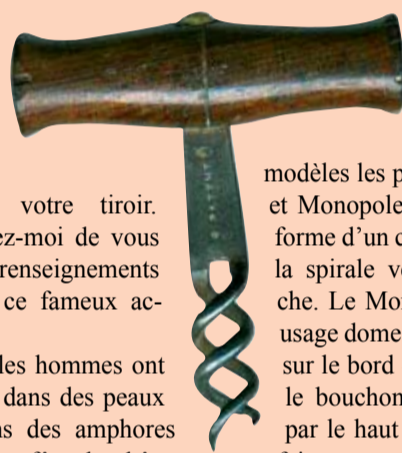 votre tiroir.
ez-moi de vous
renseignements
ce fameux ac-
les hommes ont
dans des peaux
ns des amphores
modèles les p
et Monopole
forme d'un c
la spirale v
che. Le Mo
usage dome
sur le bord
le bouchon
par le haut